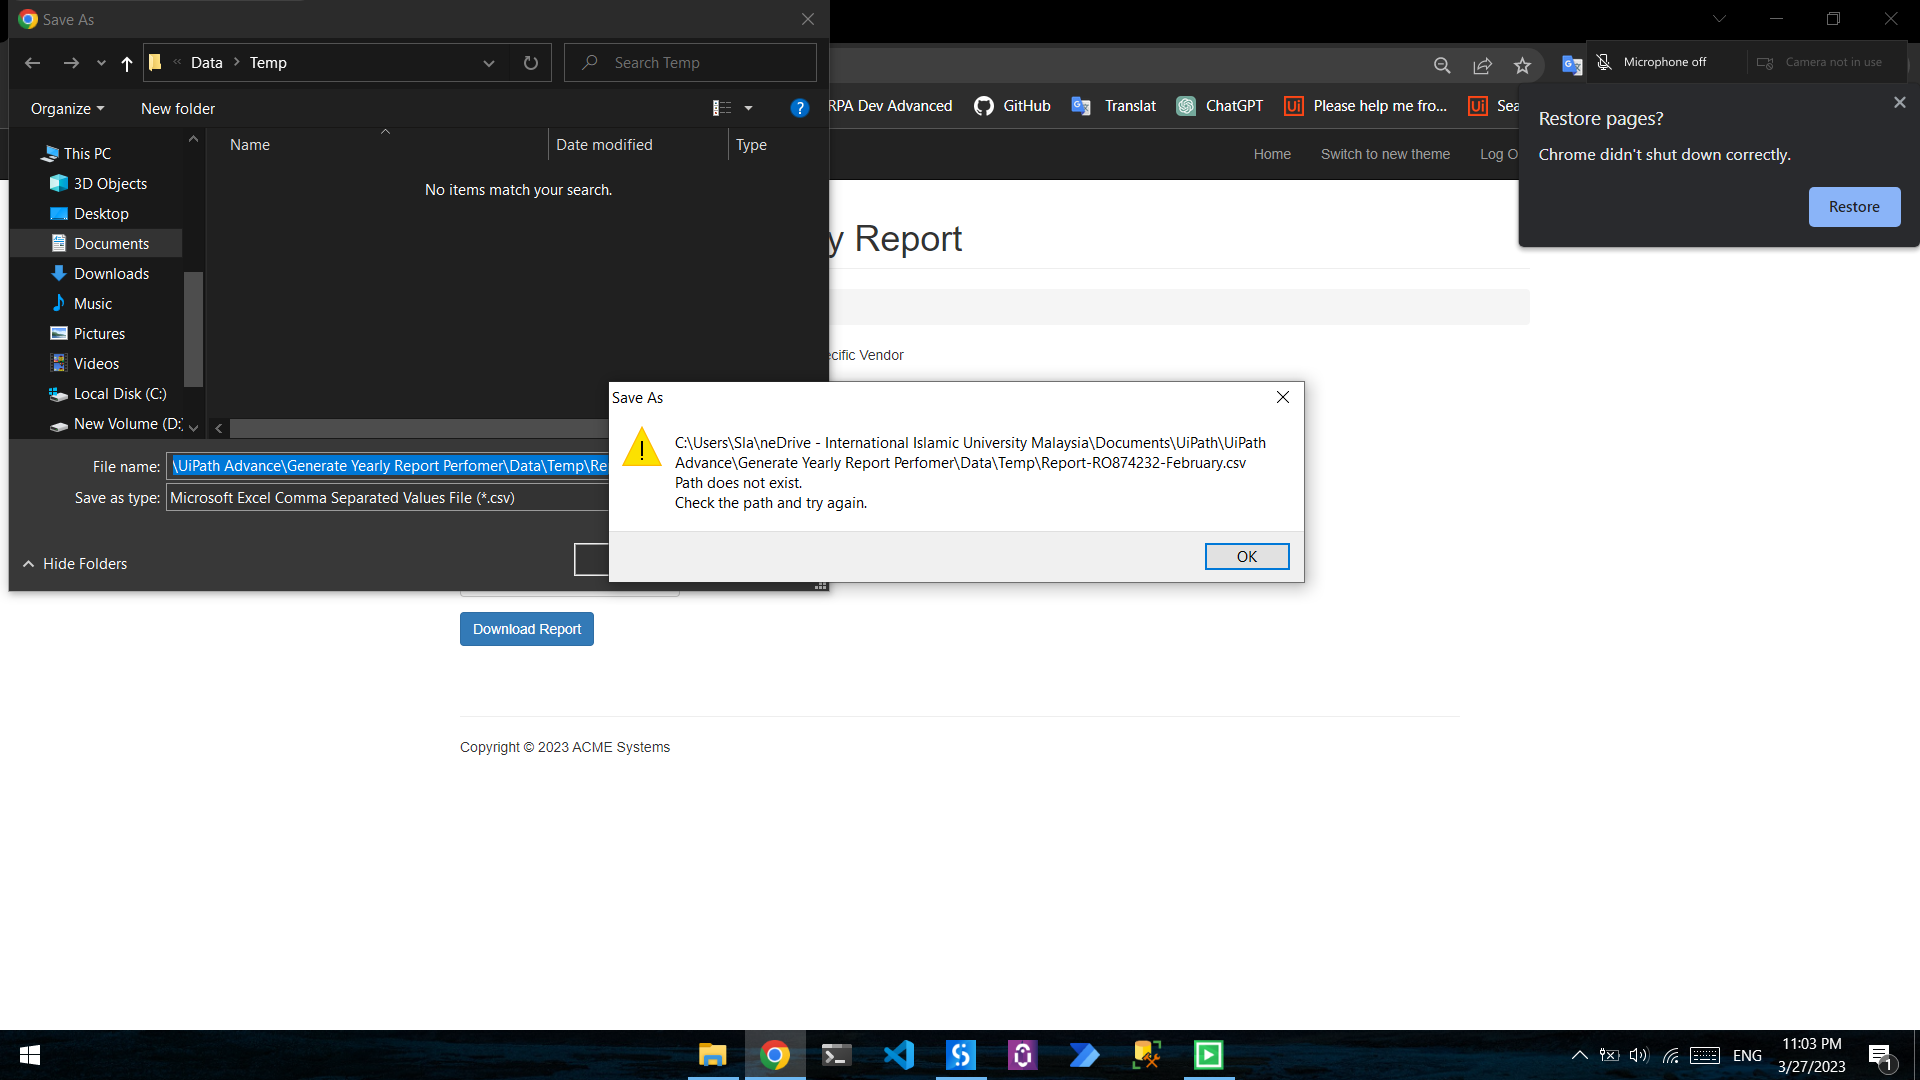 Save As
Data
Temp
Search Temp
Organize
New folder
Name
Date modified
Type
No items match your search.
This PC
3D Objects
Desktop
Documents
Downloads
Music
Pictures
Videos
Local Disk (C:)
New Volume (D:)
File name:
\UiPath Advance\Generate Yearly Report Perfomer\Data\Temp\Re
Save as type:
Microsoft Excel Comma Separated Values File (*.csv)
Hide Folders
Microphone off
Camera not in use
RPA Dev Advanced
GitHub
Translat
ChatGPT
Please help me fro...
Sea
Restore pages?
Chrome didn't shut down correctly.
Restore
Home
Switch to new theme
Log O
y Report
ecific Vendor
Save As
C:\Users\Sla\neDrive - International Islamic University Malaysia\Documents\UiPath\UiPath
Advance\Generate Yearly Report Perfomer\Data\Temp\Report-RO874232-February.csv
Path does not exist.
Check the path and try again.
OK
Download Report
Copyright © 2023 ACME Systems
ENG
11:03 PM
3/27/2023
1